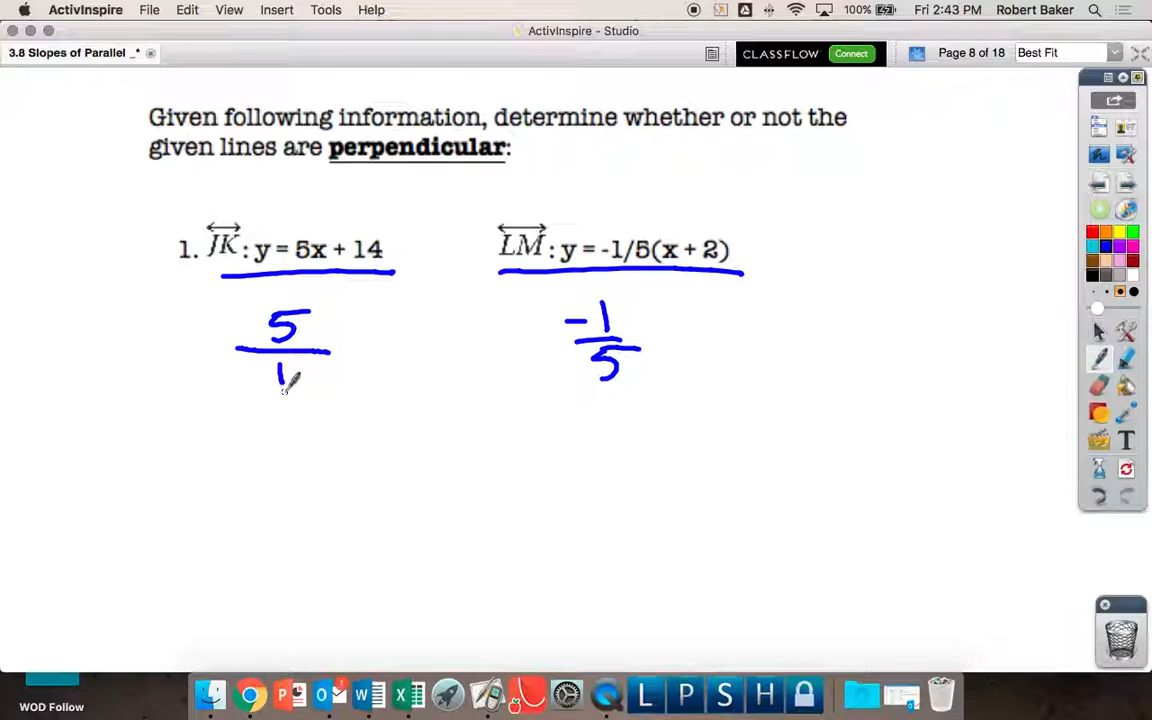 ActivInspire File Edit View Insert Tools Help 100% Fri 2:43 PM Robert Baker
ActivInspire - Studio
3.8 Slopes of Parallel _* CLASSFLOW Connect Page 8 of 18 Best Fit
Given following information, determine whether or not the
given lines are perpendicular:
1. JK : y = 5x + 14 LM : y = -1/5(x + 2)
5 -1
1 5
WOD Follow L P S H